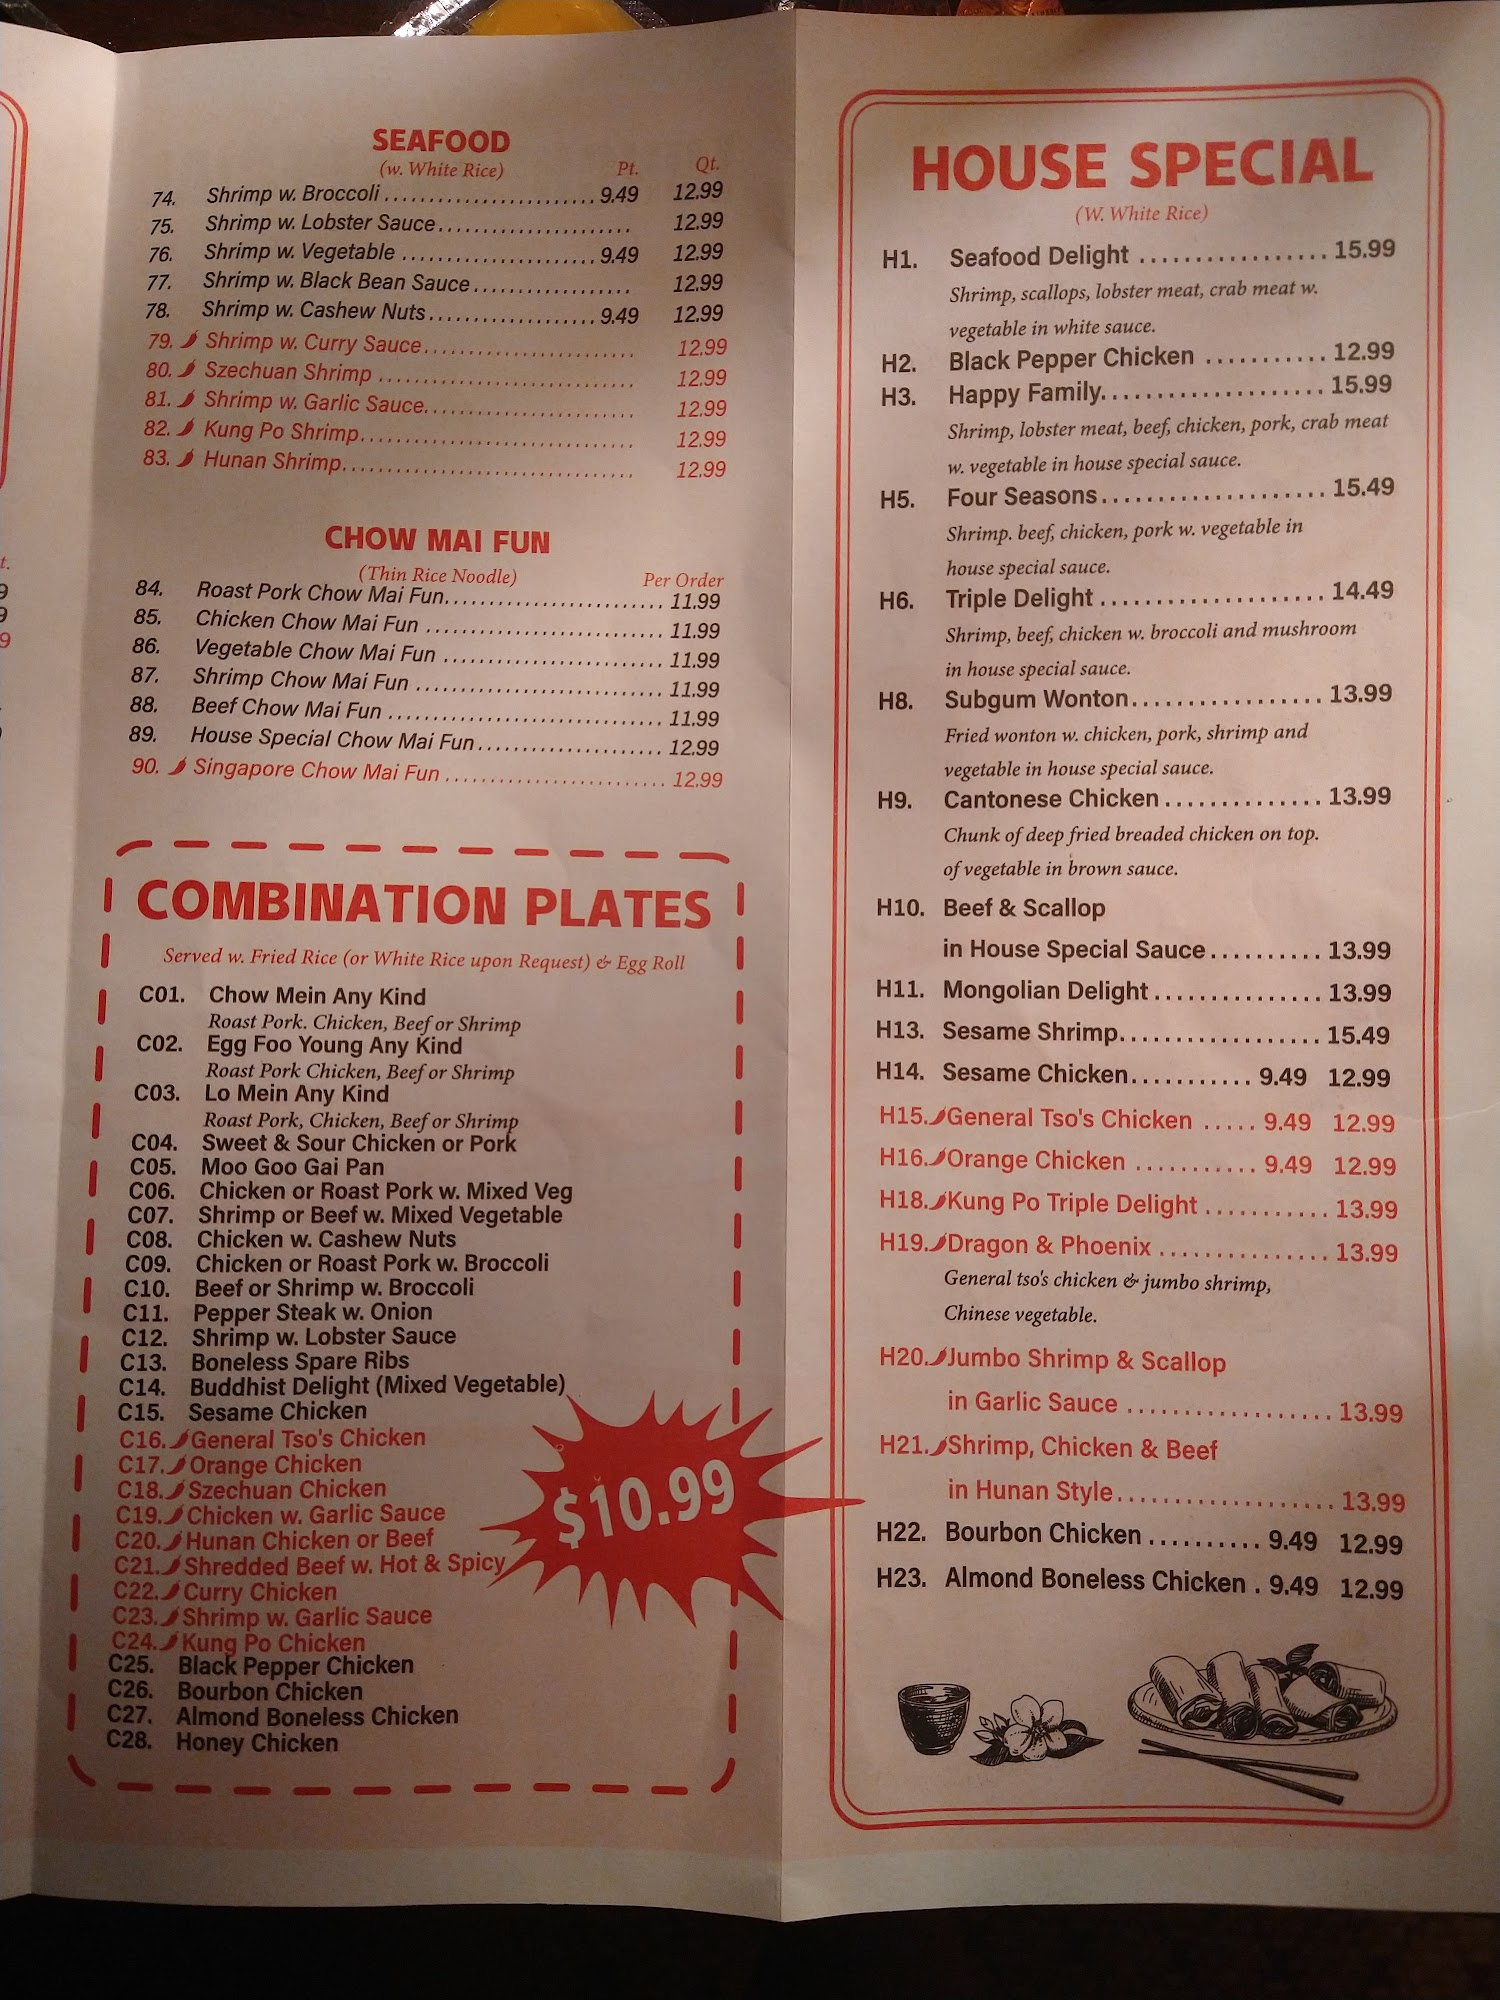 SEAFOOD
(w. White Rice) Pt. Qt.
74. Shrimp w. Broccoli ........................ 9.49 12.99
75. Shrimp w. Lobster Sauce...................... 12.99
76. Shrimp w. Vegetable ...................... 9.49 12.99
77. Shrimp w. Black Bean Sauce.................. 12.99
78. Shrimp w. Cashew Nuts................... 9.49 12.99
79. Shrimp w. Curry Sauce........................ 12.99
80. Szechuan Shrimp ............................. 12.99
81. Shrimp w. Garlic Sauce........................ 12.99
82. Kung Po Shrimp............................... 12.99
83. Hunan Shrimp................................. 12.99
CHOW MAI FUN
(Thin Rice Noodle) Per Order
84. Roast Pork Chow Mai Fun......................... 11.99
85. Chicken Chow Mai Fun ........................... 11.99
86. Vegetable Chow Mai Fun ......................... 11.99
87. Shrimp Chow Mai Fun ............................ 11.99
88. Beef Chow Mai Fun ............................... 11.99
89. House Special Chow Mai Fun..................... 12.99
90. Singapore Chow Mai Fun ......................... 12.99
COMBINATION PLATES
Served w. Fried Rice (or White Rice upon Request) & Egg Roll
C01. Chow Mein Any Kind
Roast Pork. Chicken, Beef or Shrimp
C02. Egg Foo Young Any Kind
Roast Pork Chicken, Beef or Shrimp
C03. Lo Mein Any Kind
Roast Pork, Chicken, Beef or Shrimp
C04. Sweet & Sour Chicken or Pork
C05. Moo Goo Gai Pan
C06. Chicken or Roast Pork w. Mixed Veg
C07. Shrimp or Beef w. Mixed Vegetable
C08. Chicken w. Cashew Nuts
C09. Chicken or Roast Pork w. Broccoli
C10. Beef or Shrimp w. Broccoli
C11. Pepper Steak w. Onion
C12. Shrimp w. Lobster Sauce
C13. Boneless Spare Ribs
C14. Buddhist Delight (Mixed Vegetable)
C15. Sesame Chicken
C16. General Tso's Chicken
C17. Orange Chicken
C18. Szechuan Chicken
C19. Chicken w. Garlic Sauce
C20. Hunan Chicken or Beef
C21. Shredded Beef w. Hot & Spicy
C22. Curry Chicken
C23. Shrimp w. Garlic Sauce
C24. Kung Po Chicken
C25. Black Pepper Chicken
C26. Bourbon Chicken
C27. Almond Boneless Chicken
C28. Honey Chicken
$10.99
HOUSE SPECIAL
(W. White Rice)
H1. Seafood Delight ................. 15.99
Shrimp, scallops, lobster meat, crab meat w.
vegetable in white sauce.
H2. Black Pepper Chicken ........... 12.99
H3. Happy Family.................... 15.99
Shrimp, lobster meat, beef, chicken, pork, crab meat
w. vegetable in house special sauce.
H5. Four Seasons.................... 15.49
Shrimp. beef, chicken, pork w. vegetable in
house special sauce.
H6. Triple Delight .................... 14.49
Shrimp, beef, chicken w. broccoli and mushroom
in house special sauce.
H8. Subgum Wonton................. 13.99
Fried wonton w. chicken, pork, shrimp and
vegetable in house special sauce.
H9. Cantonese Chicken .............. 13.99
Chunk of deep fried breaded chicken on top.
of vegetable in brown sauce.
H10. Beef & Scallop
in House Special Sauce.......... 13.99
H11. Mongolian Delight ............... 13.99
H13. Sesame Shrimp.................. 15.49
H14. Sesame Chicken........... 9.49 12.99
H15. General Tso's Chicken ..... 9.49 12.99
H16. Orange Chicken ........... 9.49 12.99
H18. Kung Po Triple Delight ........... 13.99
H19. Dragon & Phoenix ............... 13.99
General tso's chicken & jumbo shrimp,
Chinese vegetable.
H20. Jumbo Shrimp & Scallop
in Garlic Sauce .................. 13.99
H21. Shrimp, Chicken & Beef
in Hunan Style.................... 13.99
H22. Bourbon Chicken .......... 9.49 12.99
H23. Almond Boneless Chicken . 9.49 12.99